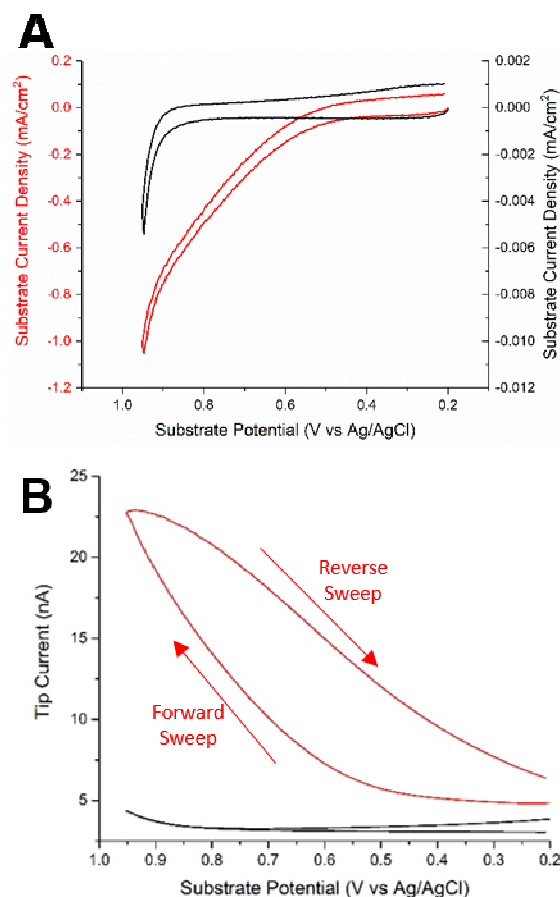 A
Substrate Current Density (mA/cm²)
0.2
0.0
-0.2
-0.4
-0.6
-0.8
-1.0
-1.2
0.002
0.000
-0.002
-0.004
-0.006
-0.008
-0.010
-0.012
Substrate Current Density (mA/cm²)
1.0 0.8 0.6 0.4 0.2
Substrate Potential (V vs Ag/AgCl)
B
Tip Current (nA)
25
20
15
10
5
Reverse
Sweep
Forward
Sweep
1 0.9 0.8 0.7 0.6 0.5 0.4 0.3 0.2
Substrate Potential (V vs Ag/AgCl)